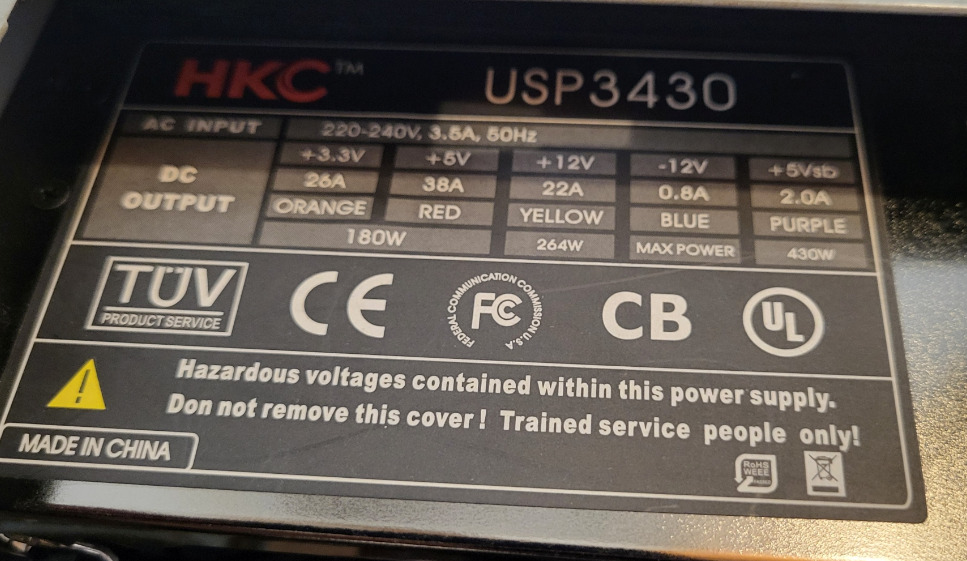 HKC™ USP3430
AC INPUT 220-240V, 3.5A, 50Hz
DC OUTPUT
+3.3V +5V +12V -12V +5Vsb
26A 38A 22A 0.8A 2.0A
ORANGE RED YELLOW BLUE PURPLE
180W 264W MAX POWER 430W
TÜV
PRODUCT SERVICE
CE
FEDERAL COMMUNICATION COMMISSION U.S.A
FC
CB
UL
Hazardous voltages contained within this power supply.
Don not remove this cover! Trained service people only!
MADE IN CHINA
RoHS
WEEE